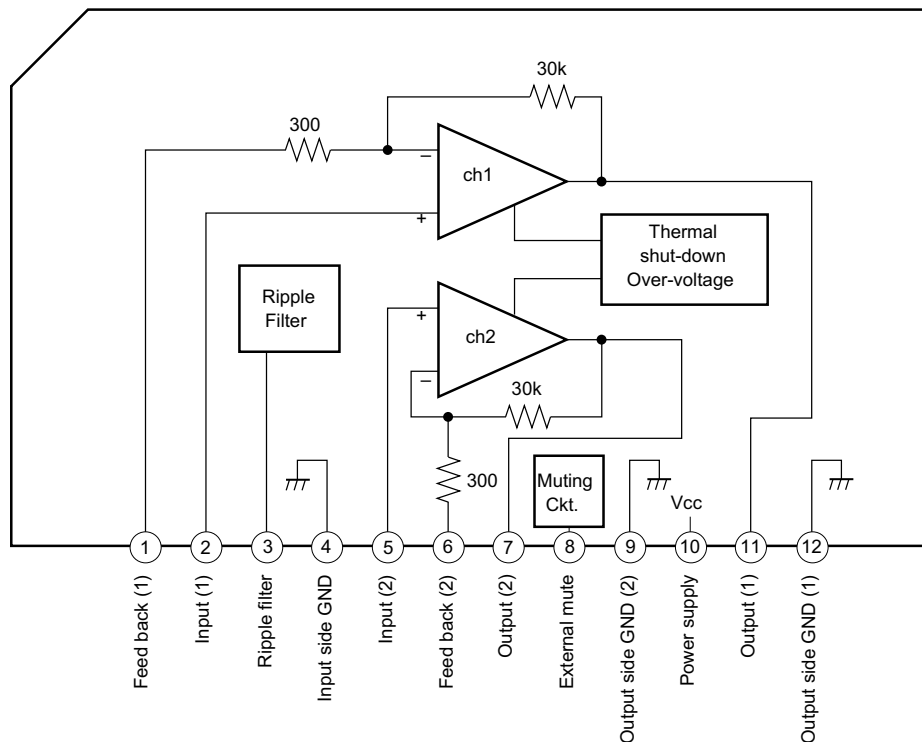 30k
300
−
ch1
+
Thermal
shut-down
Over-voltage
Ripple
Filter
+
ch2
−
30k
300
Muting
Ckt.
Vcc
1 2 3 4 5 6 7 8 9 10 11 12
Feed back (1)
Input (1)
Ripple filter
Input side GND
Input (2)
Feed back (2)
Output (2)
External mute
Output side GND (2)
Power supply
Output (1)
Output side GND (1)